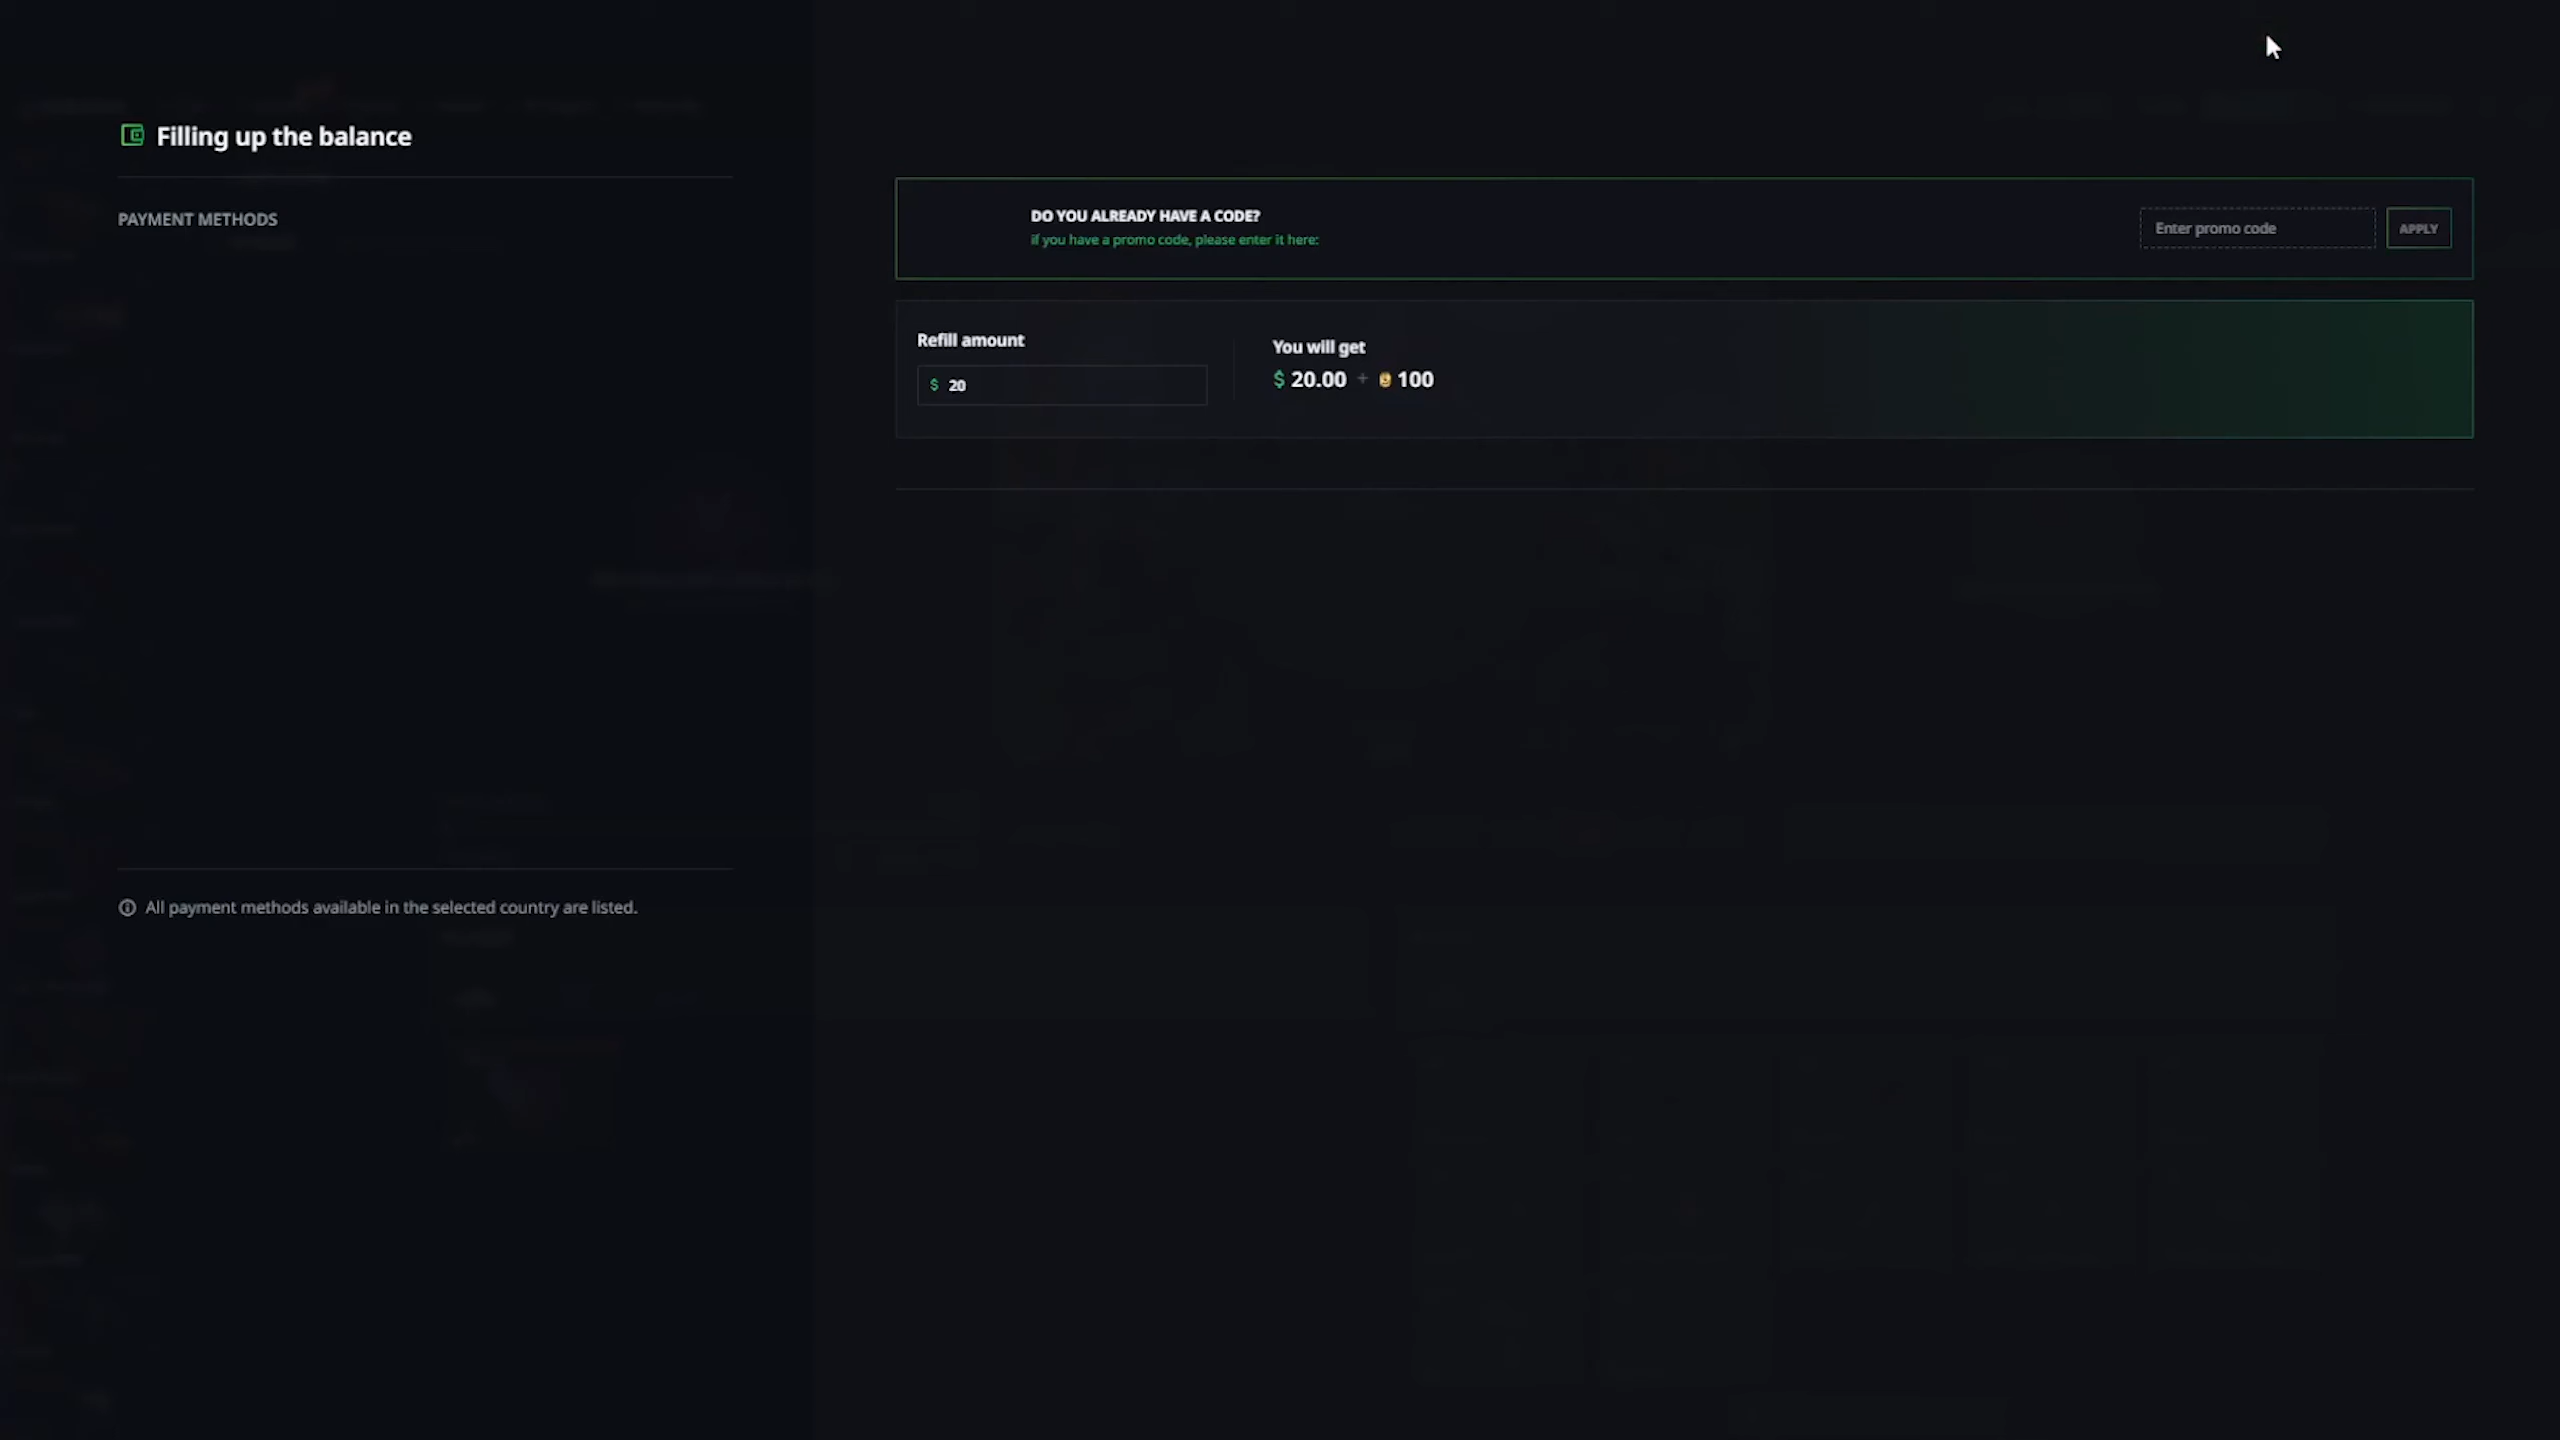 Filling up the balance
PAYMENT METHODS
All payment methods available in the selected country are listed.
DO YOU ALREADY HAVE A CODE?
if you have a promo code, please enter it here:
Enter promo code
APPLY
Refill amount
$ 20
You will get
$ 20.00 + 100